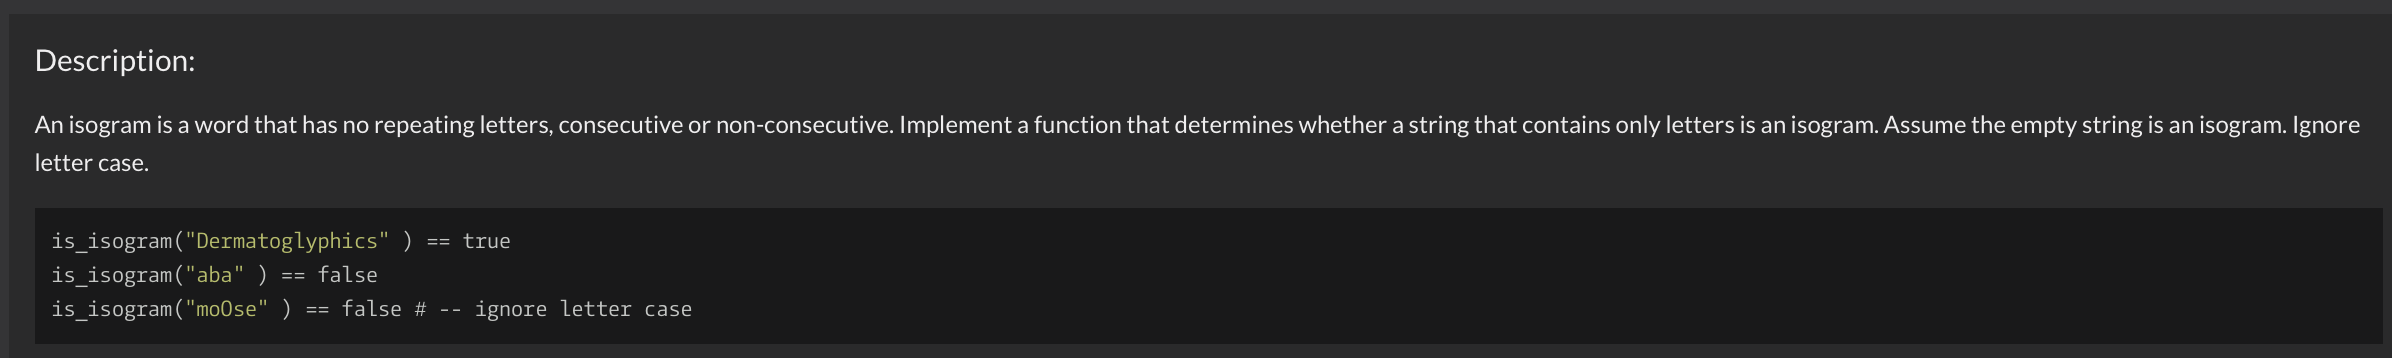 Description:
An isogram is a word that has no repeating letters, consecutive or non-consecutive. Implement a function that determines whether a string that contains only letters is an isogram. Assume the empty string is an isogram. Ignore
letter case.
is_isogram("Dermatoglyphics" ) == true
is_isogram("aba" ) == false
is_isogram("moOse" ) == false # -- ignore letter case